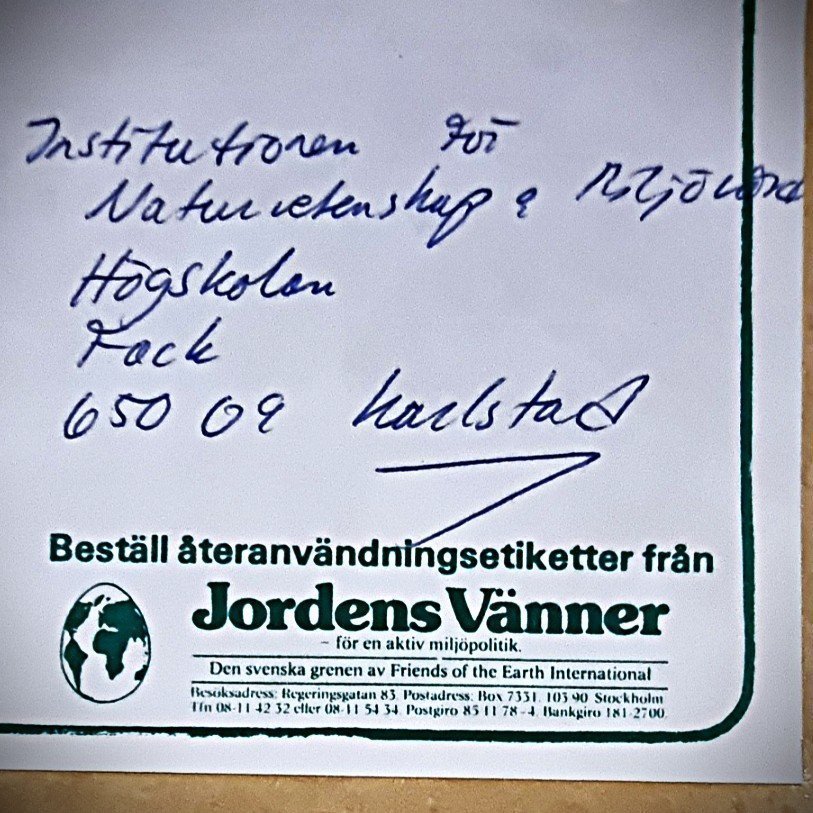 Institutionen för
Naturvetenskap & Miljövård
Högskolan
Fack
650 09 Karlstad
Beställ återanvändningsetiketter från
Jordens Vänner
– för en aktiv miljöpolitik.
Den svenska grenen av Friends of the Earth International
Besöksadress: Regeringsgatan 83. Postadress: Box 7331. 103 90 Stockholm
Tfn 08-11 42 32 eller 08-11 54 34. Postgiro 85 11 78-4. Bankgiro 181-2700.